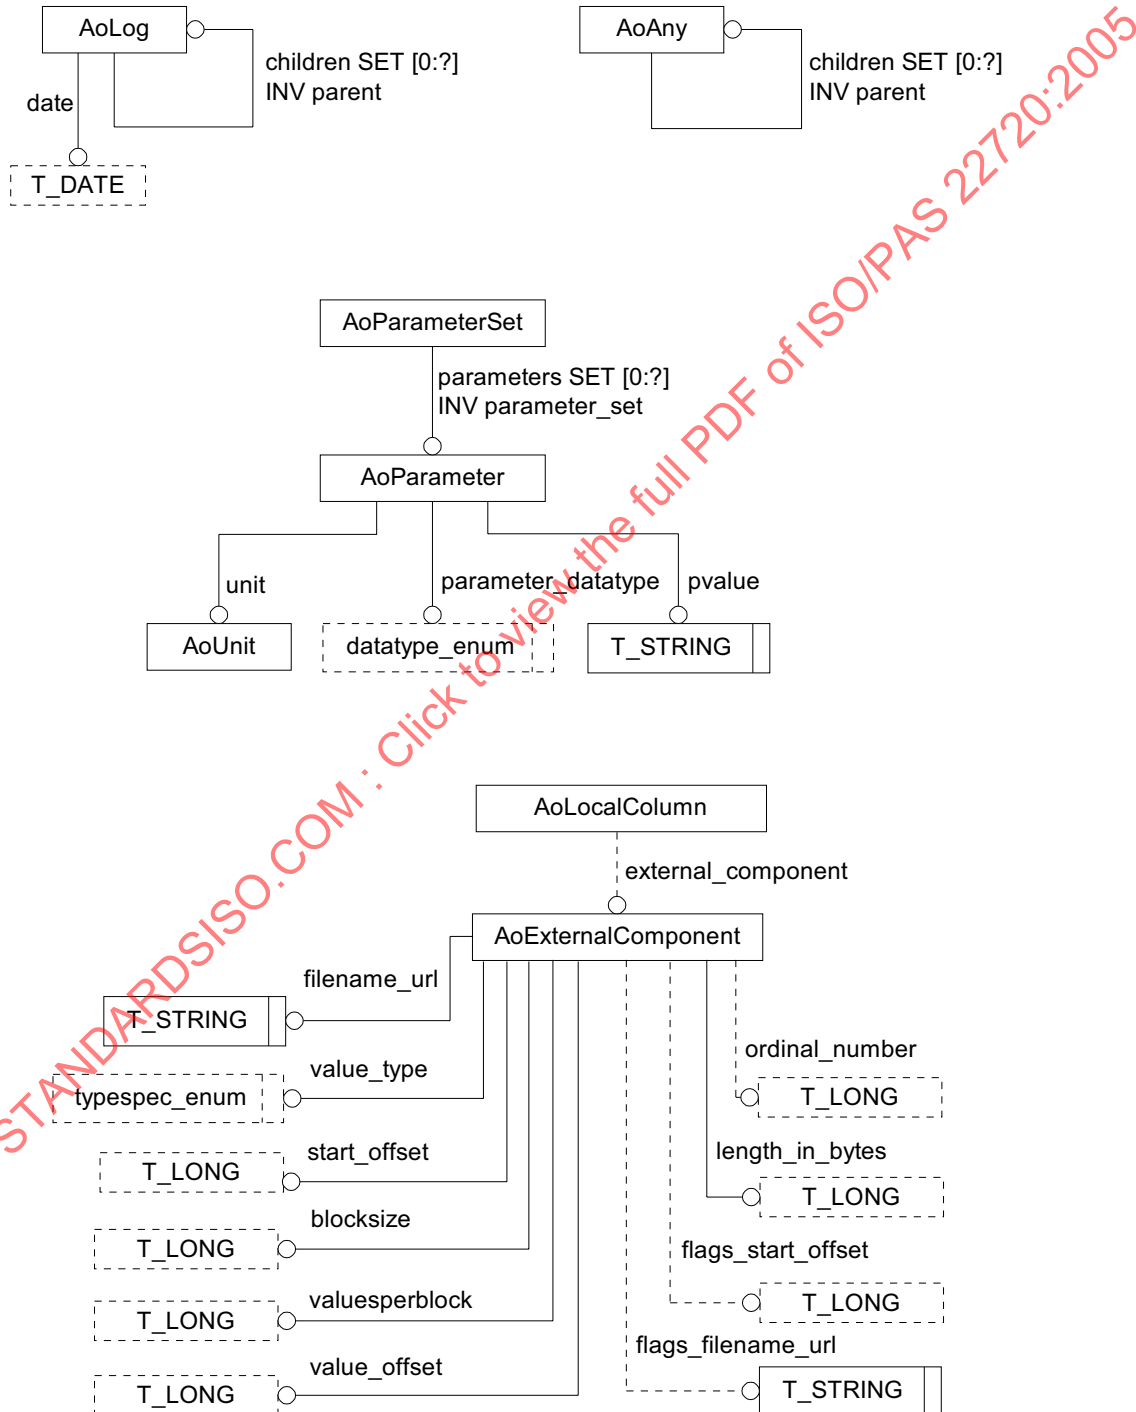 AoLog
AoAny
children SET [0:?]
INV parent
children SET [0:?]
INV parent
date
T_DATE
AoParameterSet
parameters SET [0:?]
INV parameter_set
AoParameter
unit
parameter_datatype
pvalue
AoUnit
datatype_enum
T_STRING
AoLocalColumn
external_component
AoExternalComponent
filename_url
T_STRING
value_type
typespec_enum
start_offset
T_LONG
blocksize
T_LONG
valuesperblock
T_LONG
value_offset
T_LONG
ordinal_number
T_LONG
length_in_bytes
T_LONG
flags_start_offset
T_LONG
flags_filename_url
T_STRING
STANDARDSISO.COM : Click to view the full PDF of ISO/PAS 22720:2005